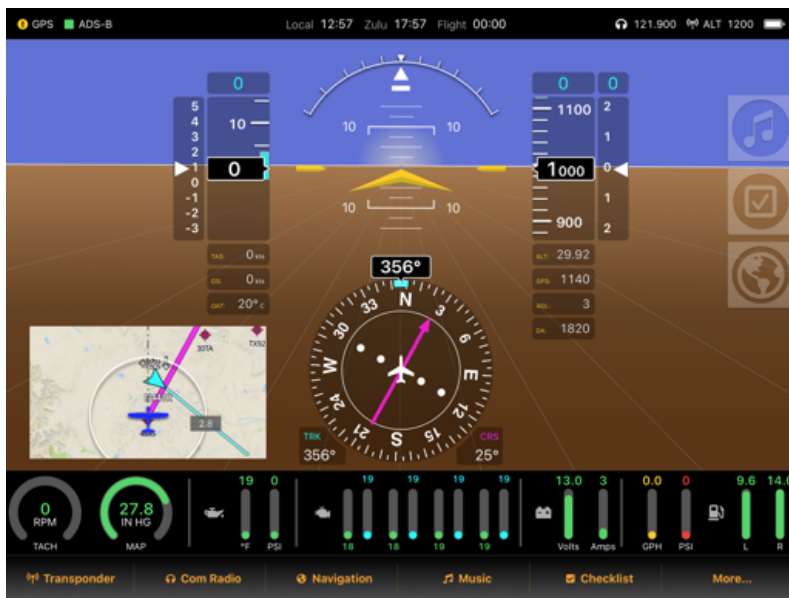 GPS ADS-B Local 12:57 Zulu 17:57 Flight 00:00 121.900 ALT 1200
0 0 0
5 4 3 2 1 0 -1 -2 -3
10 0
10 10
10 10
1100 1000 900
2 1 0 1 2
TAS: 0 kts
GS: 0 kts
OAT: 20° c
ALT: 29.92
GPS: 1140
AGL: 3
DA: 1820
356°
N 3 6 E 12 15 S 21 24 W 30 33
TRK 356°
CRS 25°
30TA TX92
2.8
19 0 19 19 19 19 13.0 3 0.0 0 9.6 14.0
0 RPM 27.8 IN HG
18 18 19 19
TACH MAP °F PSI Volts Amps GPH PSI L R
Transponder Com Radio Navigation Music Checklist More...